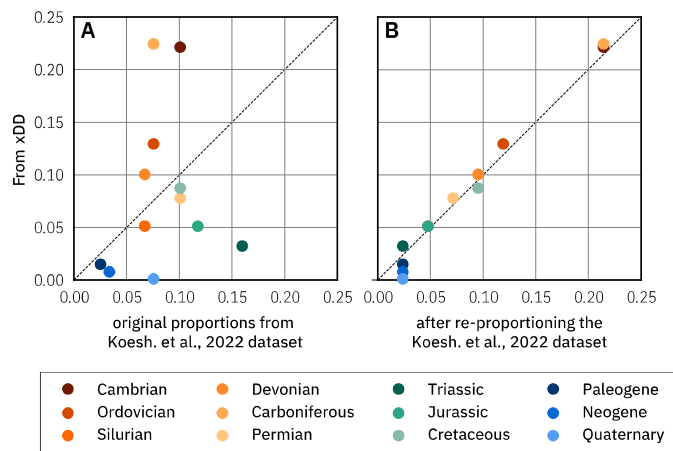 A
B
0.25
0.20
0.15
0.10
0.05
0.00
From xDD
0.00 0.05 0.10 0.15 0.20 0.25
0.00 0.05 0.10 0.15 0.20 0.25
original proportions from
Koesh. et al., 2022 dataset
after re-proportioning the
Koesh. et al., 2022 dataset
Cambrian Devonian Triassic Paleogene
Ordovician Carboniferous Jurassic Neogene
Silurian Permian Cretaceous Quaternary